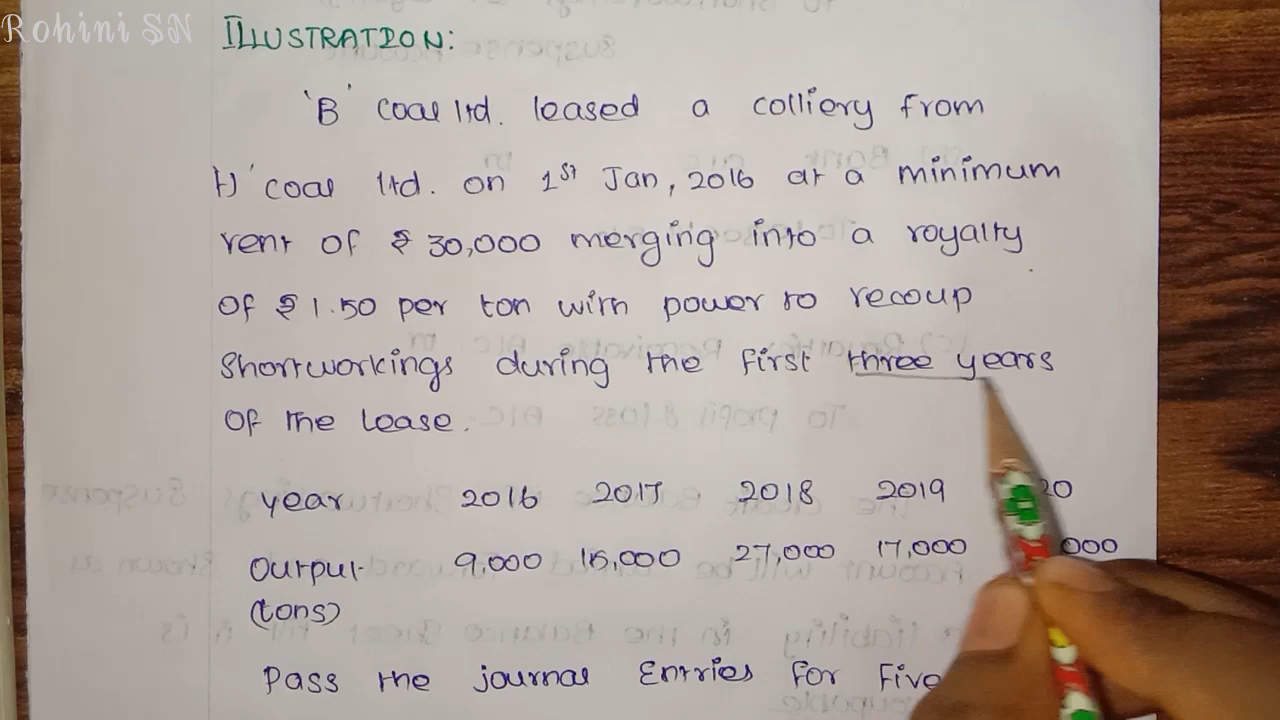 Rohini SN
ILLUSTRATION:
'B' coal ltd. leased a colliery from
H' coal ltd. on 1st Jan, 2016 at a minimum
rent of ₹ 30,000 merging into a royalty
of ₹ 1.50 per ton with power to recoup
shortworkings during the first three years
of the lease.
year 2016 2017 2018 2019 20
Output 9,000 15,000 27,000 17,000 000
(tons)
Pass the journal Entries for Five